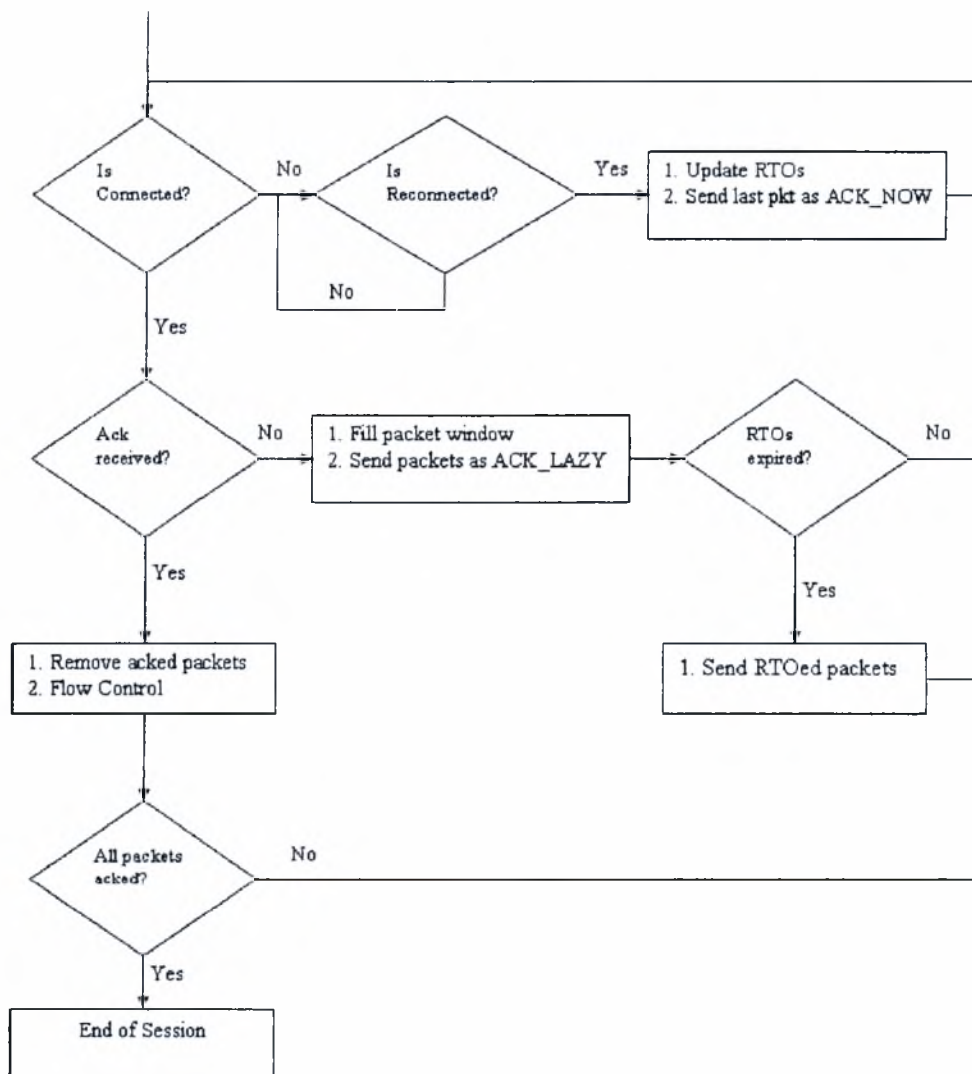 Is
Connected?
No
Is
Reconnected?
Yes
1. Update RTOs
2. Send last pkt as ACK_NOW
No
Yes
Ack
received?
No
1. Fill packet window
2. Send packets as ACK_LAZY
RTOs
expired?
No
Yes
Yes
1. Remove acked packets
2. Flow Control
1. Send RTOed packets
All packets
acked?
No
Yes
End of Session